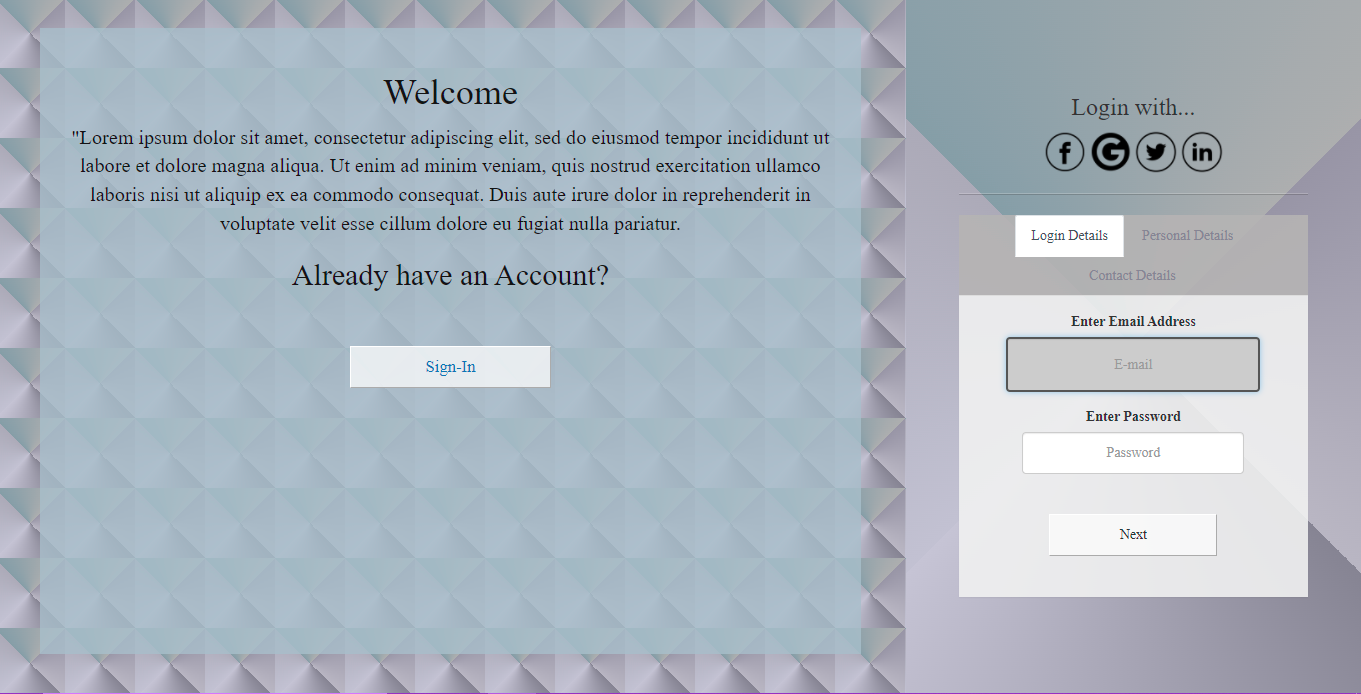 Welcome
"Lorem ipsum dolor sit amet, consectetur adipiscing elit, sed do eiusmod tempor incididunt ut
labore et dolore magna aliqua. Ut enim ad minim veniam, quis nostrud exercitation ullamco
laboris nisi ut aliquip ex ea commodo consequat. Duis aute irure dolor in reprehenderit in
voluptate velit esse cillum dolore eu fugiat nulla pariatur.
Already have an Account?
Sign-In
Login with...
Login Details
Personal Details
Contact Details
Enter Email Address
E-mail
Enter Password
Password
Next